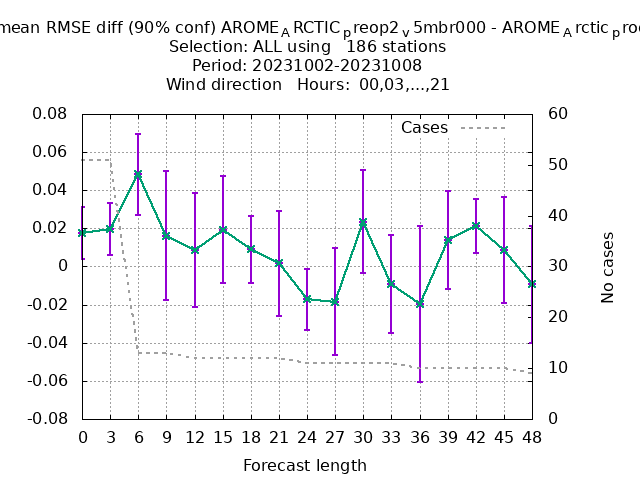 mean RMSE diff (90% conf) AROME_ARCTIC_preop2_v5mbr000 - AROME_Arctic_pro
Selection: ALL using 186 stations
Period: 20231002-20231008
Wind direction Hours: 00,03,...,21
Cases
0.08
0.06
0.04
0.02
0
-0.02
-0.04
-0.06
-0.08
60
50
40
30
20
10
0
No cases
0 3 6 9 12 15 18 21 24 27 30 33 36 39 42 45 48
Forecast length